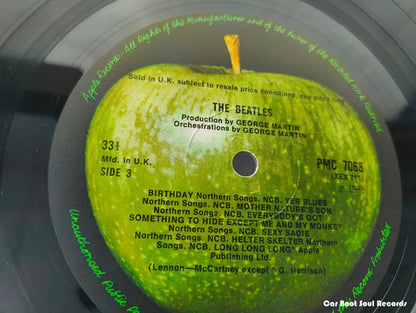 Apple Records. All Rights of the Manufacturer and of the Owner of the Recorded Work Reserved
Sold in U.K. subject to resale price conditions, see price lists
THE BEATLES
Production by GEORGE MARTIN
Orchestrations by GEORGE MARTIN
33⅓
Mfd. in U.K.
SIDE 3
PMC 7068
(XEX 711)
℗ 1968
BIRTHDAY Northern Songs. NCB. YER BLUES
Northern Songs. NCB. MOTHER NATURE'S SON
Northern Songs. NCB. EVERYBODY'S GOT
SOMETHING TO HIDE EXCEPT ME AND MY MONKEY
Northern Songs. NCB. SEXY SADIE
Northern Songs. NCB. HELTER SKELTER Northern
Songs. NCB. LONG LONG LONG* Apple
Publishing Ltd
(Lennon—McCartney except * G. Harrison)
Unauthorised Public
the Record Prohibited
Car Boot Soul Records